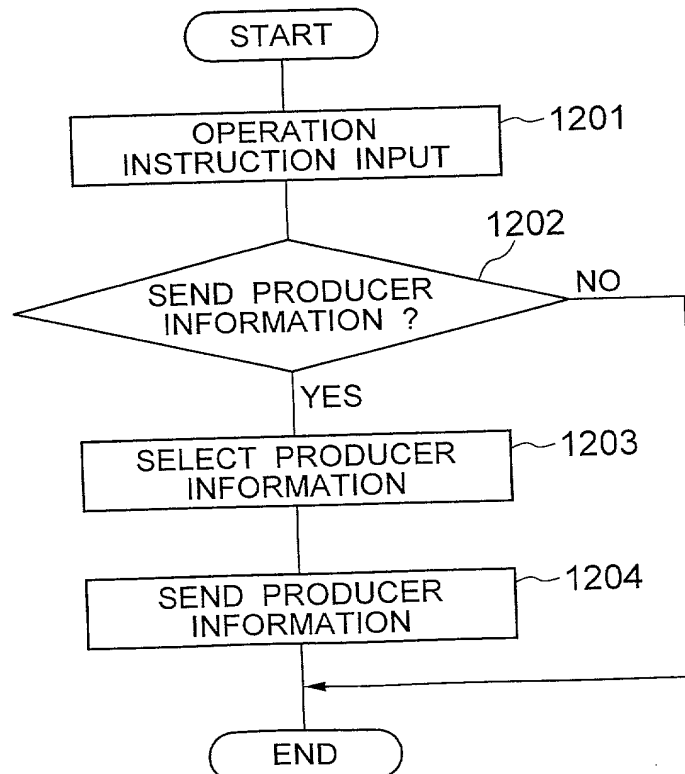 START
OPERATION
INSTRUCTION INPUT
1201
1202
SEND PRODUCER
INFORMATION ?
NO
YES
SELECT PRODUCER
INFORMATION
1203
SEND PRODUCER
INFORMATION
1204
END